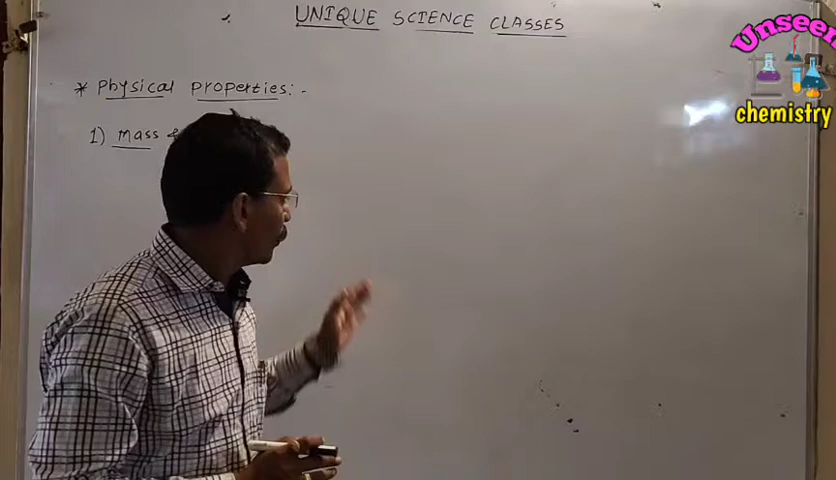 UNIQUE SCIENCE CLASSES
Unseen
chemistry
* Physical properties:-
1) Mass &